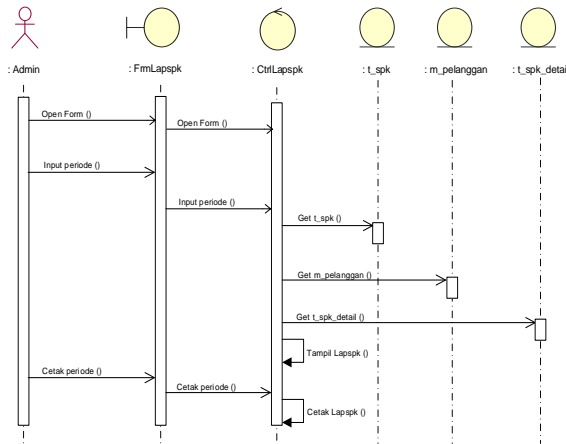 : Admin
: FrmLapspk
: CtrlLapspk
: t_spk
: m_pelanggan
: t_spk_detail
Open Form ()
Open Form ()
Input periode ()
Input periode ()
Get t_spk ()
Get m_pelanggan ()
Get t_spk_detail ()
Tampil Lapspk ()
Cetak periode ()
Cetak periode ()
Cetak Lapspk ()